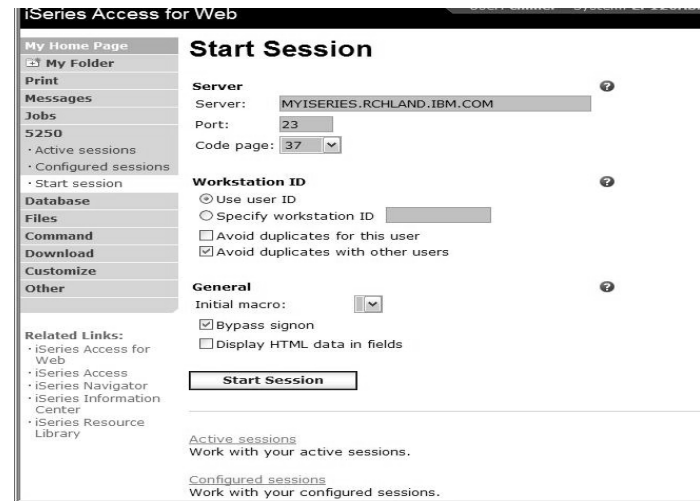 iSeries Access for Web
My Home Page
My Folder
Print
Messages
Jobs
5250
· Active sessions
· Configured sessions
· Start session
Database
Files
Command
Download
Customize
Other
Related Links:
· iSeries Access for
Web
· iSeries Access
· iSeries Navigator
· iSeries Information
Center
· iSeries Resource
Library
Start Session
Server
Server: MYISERIES.RCHLAND.IBM.COM
Port: 23
Code page: 37
Workstation ID
Use user ID
Specify workstation ID
Avoid duplicates for this user
Avoid duplicates with other users
General
Initial macro:
Bypass signon
Display HTML data in fields
Start Session
Active sessions
Work with your active sessions.
Configured sessions
Work with your configured sessions.